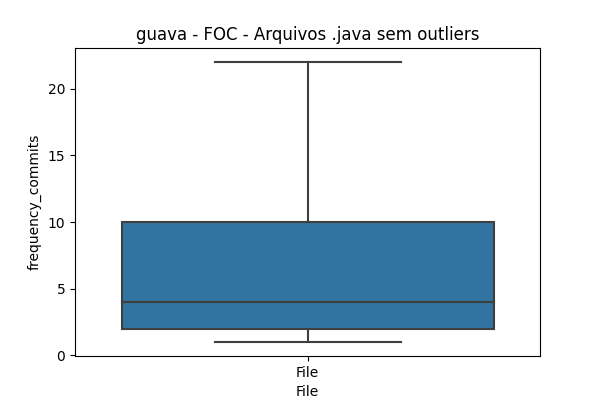 guava - FOC - Arquivos .java sem outliers
frequency_commits
20
15
10
5
0
File
File